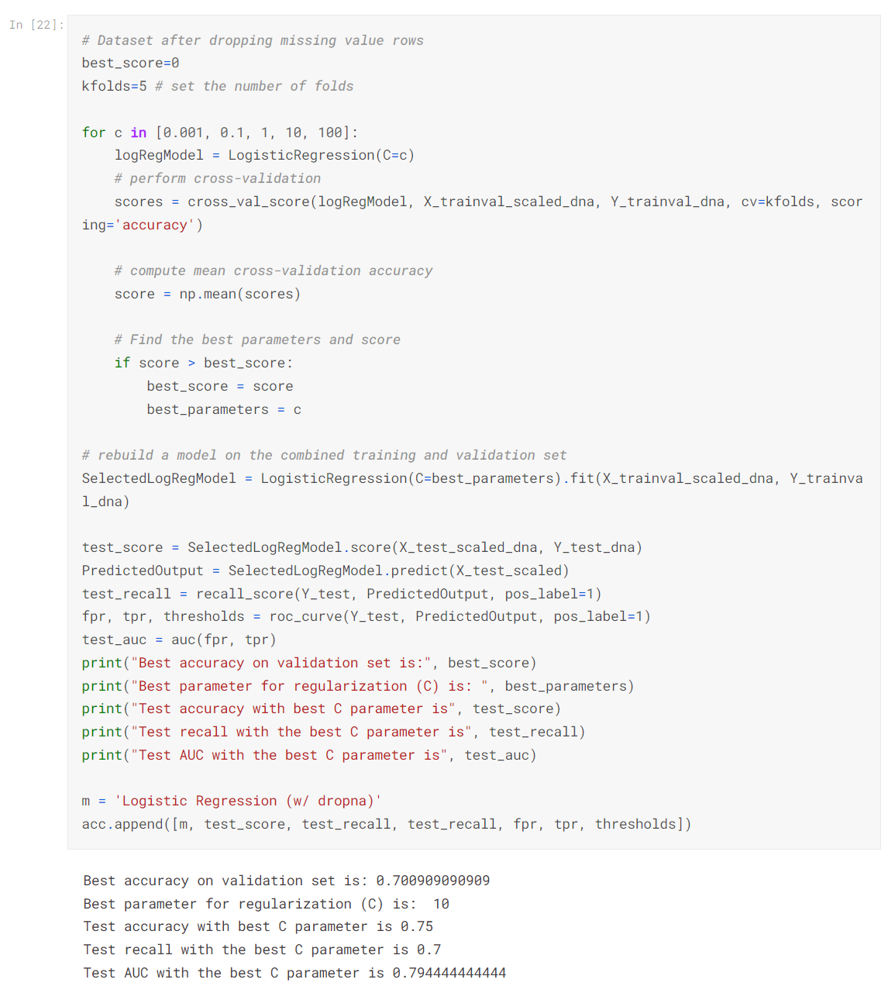 In [22]:
# Dataset after dropping missing value rows
best_score=0
kfolds=5 # set the number of folds

for c in [0.001, 0.1, 1, 10, 100]:
    logRegModel = LogisticRegression(C=c)
    # perform cross-validation
    scores = cross_val_score(logRegModel, X_trainval_scaled_dna, Y_trainval_dna, cv=kfolds, scor
ing='accuracy')

    # compute mean cross-validation accuracy
    score = np.mean(scores)

    # Find the best parameters and score
    if score > best_score:
        best_score = score
        best_parameters = c

# rebuild a model on the combined training and validation set
SelectedLogRegModel = LogisticRegression(C=best_parameters).fit(X_trainval_scaled_dna, Y_trainva
l_dna)

test_score = SelectedLogRegModel.score(X_test_scaled_dna, Y_test_dna)
PredictedOutput = SelectedLogRegModel.predict(X_test_scaled)
test_recall = recall_score(Y_test, PredictedOutput, pos_label=1)
fpr, tpr, thresholds = roc_curve(Y_test, PredictedOutput, pos_label=1)
test_auc = auc(fpr, tpr)
print("Best accuracy on validation set is:", best_score)
print("Best parameter for regularization (C) is: ", best_parameters)
print("Test accuracy with best C parameter is", test_score)
print("Test recall with the best C parameter is", test_recall)
print("Test AUC with the best C parameter is", test_auc)

m = 'Logistic Regression (w/ dropna)'
acc.append([m, test_score, test_recall, test_recall, fpr, tpr, thresholds])

Best accuracy on validation set is: 0.700909090909
Best parameter for regularization (C) is:  10
Test accuracy with best C parameter is 0.75
Test recall with the best C parameter is 0.7
Test AUC with the best C parameter is 0.794444444444